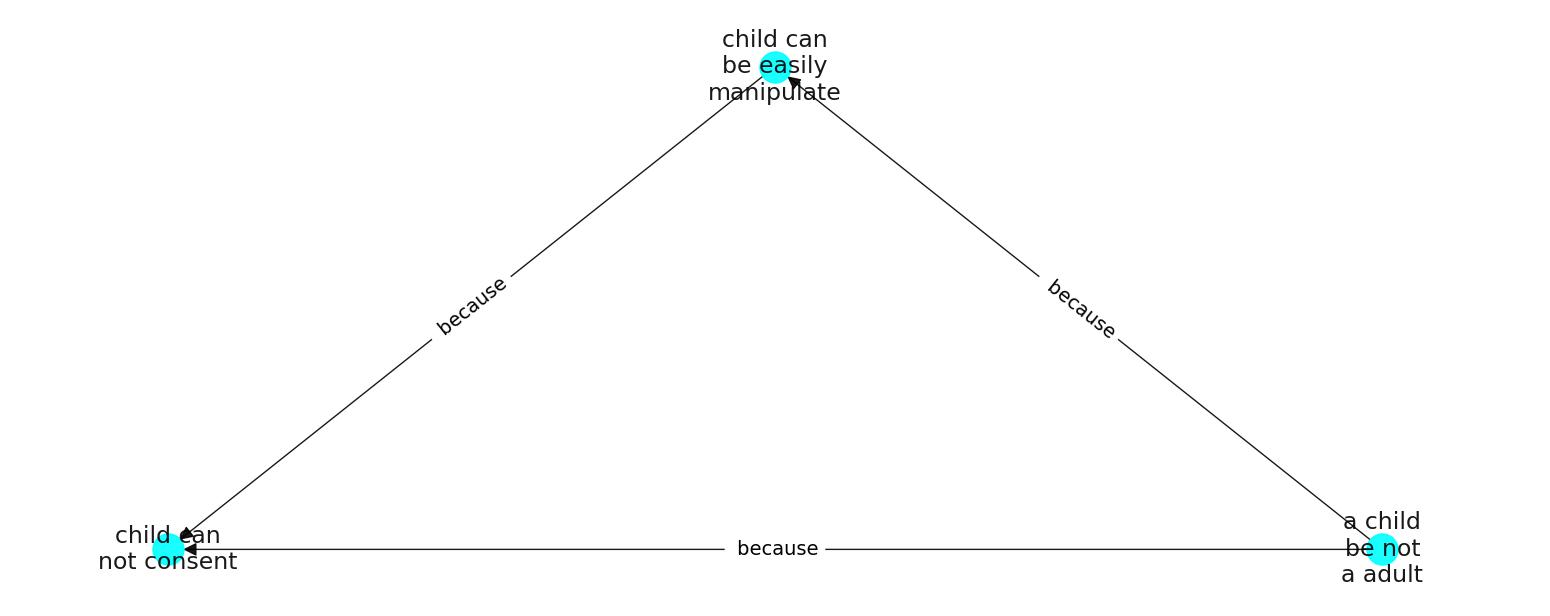 child can
be easily
manipulate
because
because
child can
not consent
because
a child
be not
a adult